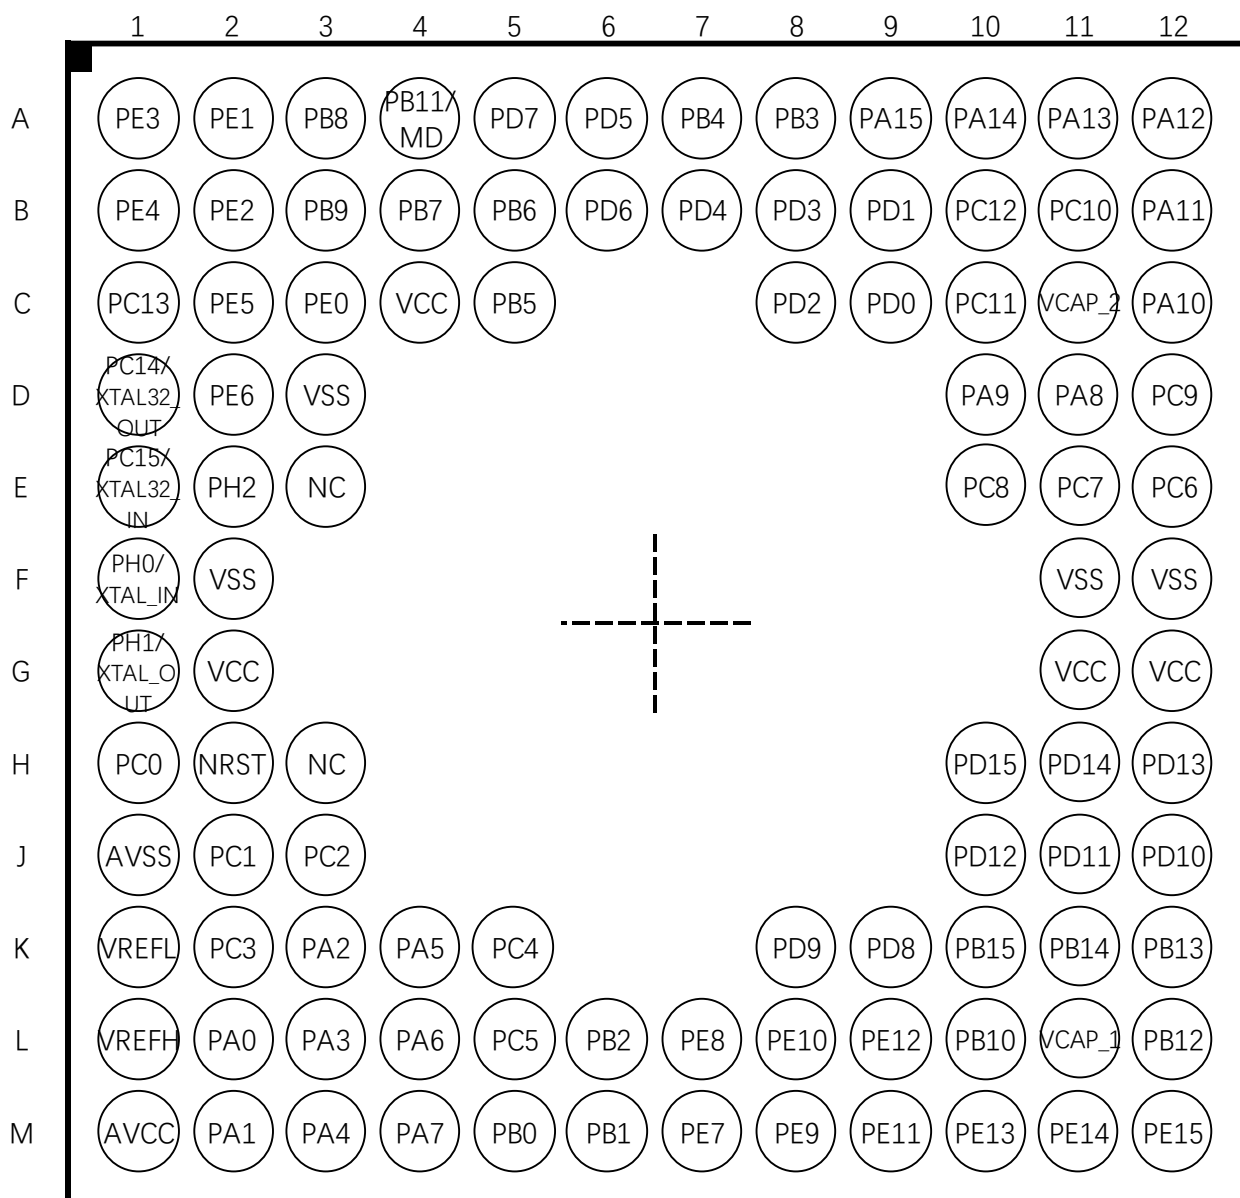 1 2 3 4 5 6 7 8 9 10 11 12
A PE3 PE1 PB8 PB11/ MD PD7 PD5 PB4 PB3 PA15 PA14 PA13 PA12
B PE4 PE2 PB9 PB7 PB6 PD6 PD4 PD3 PD1 PC12 PC10 PA11
C PC13 PE5 PE0 VCC PB5 PD2 PD0 PC11 VCAP_2 PA10
D PC14/ XTAL32_ OUT PE6 VSS PA9 PA8 PC9
E PC15/ XTAL32_ IN PH2 NC PC8 PC7 PC6
F PH0/ XTAL_IN VSS VSS VSS
G PH1/ XTAL_O UT VCC VCC VCC
H PC0 NRST NC PD15 PD14 PD13
J AVSS PC1 PC2 PD12 PD11 PD10
K VREFL PC3 PA2 PA5 PC4 PD9 PD8 PB15 PB14 PB13
L VREFH PA0 PA3 PA6 PC5 PB2 PE8 PE10 PE12 PB10 VCAP_1 PB12
M AVCC PA1 PA4 PA7 PB0 PB1 PE7 PE9 PE11 PE13 PE14 PE15